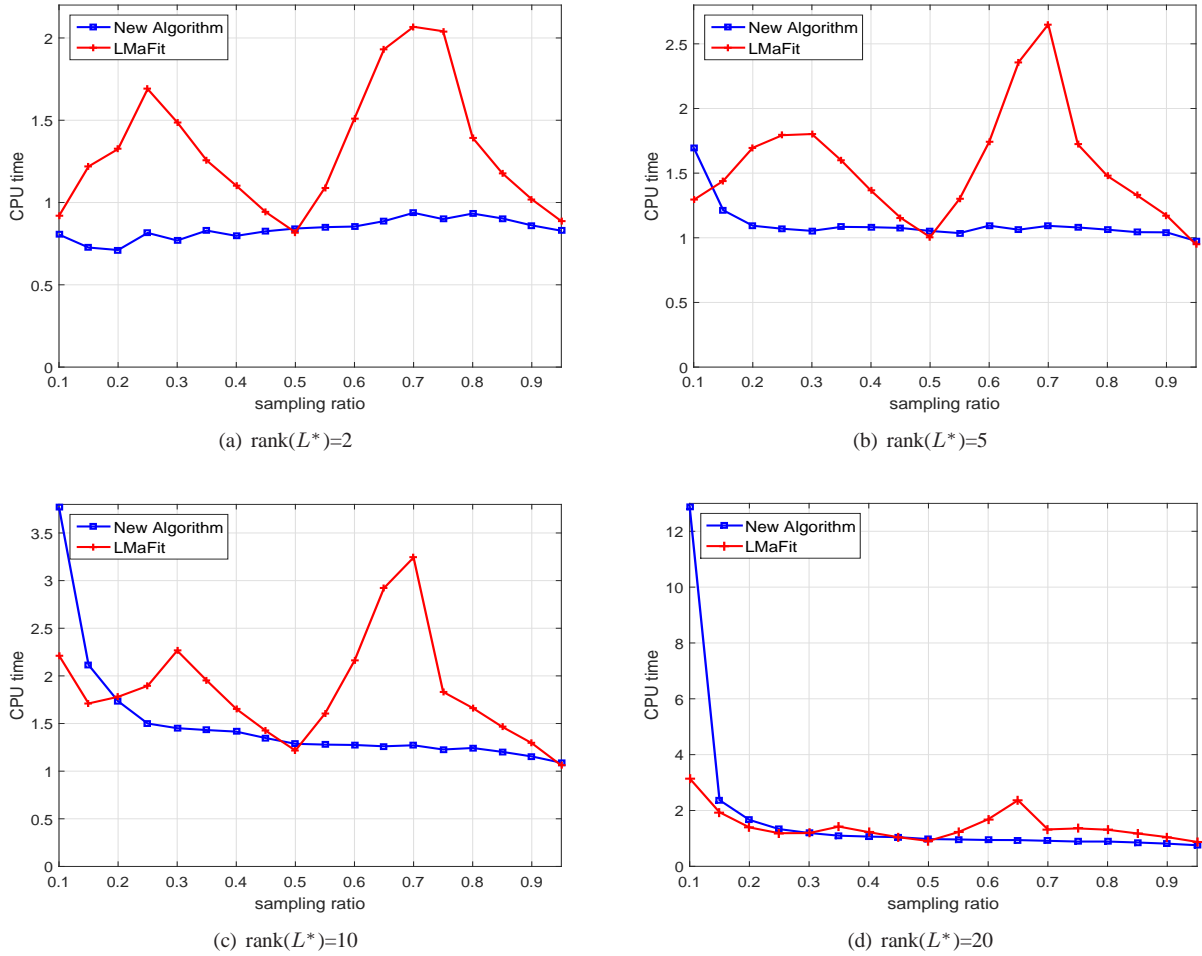 New Algorithm
LMaFit
CPU time
2
1.5
1
0.5
0
0.1 0.2 0.3 0.4 0.5 0.6 0.7 0.8 0.9
sampling ratio
(a) rank(L*)=2
New Algorithm
LMaFit
CPU time
2.5
2
1.5
1
0.5
0
0.1 0.2 0.3 0.4 0.5 0.6 0.7 0.8 0.9
sampling ratio
(b) rank(L*)=5
New Algorithm
LMaFit
CPU time
3.5
3
2.5
2
1.5
1
0.5
0
0.1 0.2 0.3 0.4 0.5 0.6 0.7 0.8 0.9
sampling ratio
(c) rank(L*)=10
New Algorithm
LMaFit
CPU time
12
10
8
6
4
2
0
0.1 0.2 0.3 0.4 0.5 0.6 0.7 0.8 0.9
sampling ratio
(d) rank(L*)=20